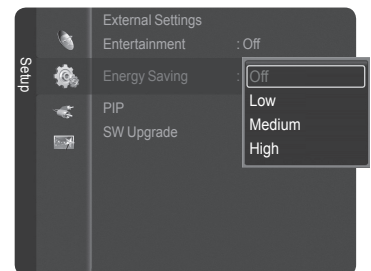 Setup
External Settings
Entertainment : Off
Energy Saving : Off
Low
PIP
Medium
SW Upgrade
High